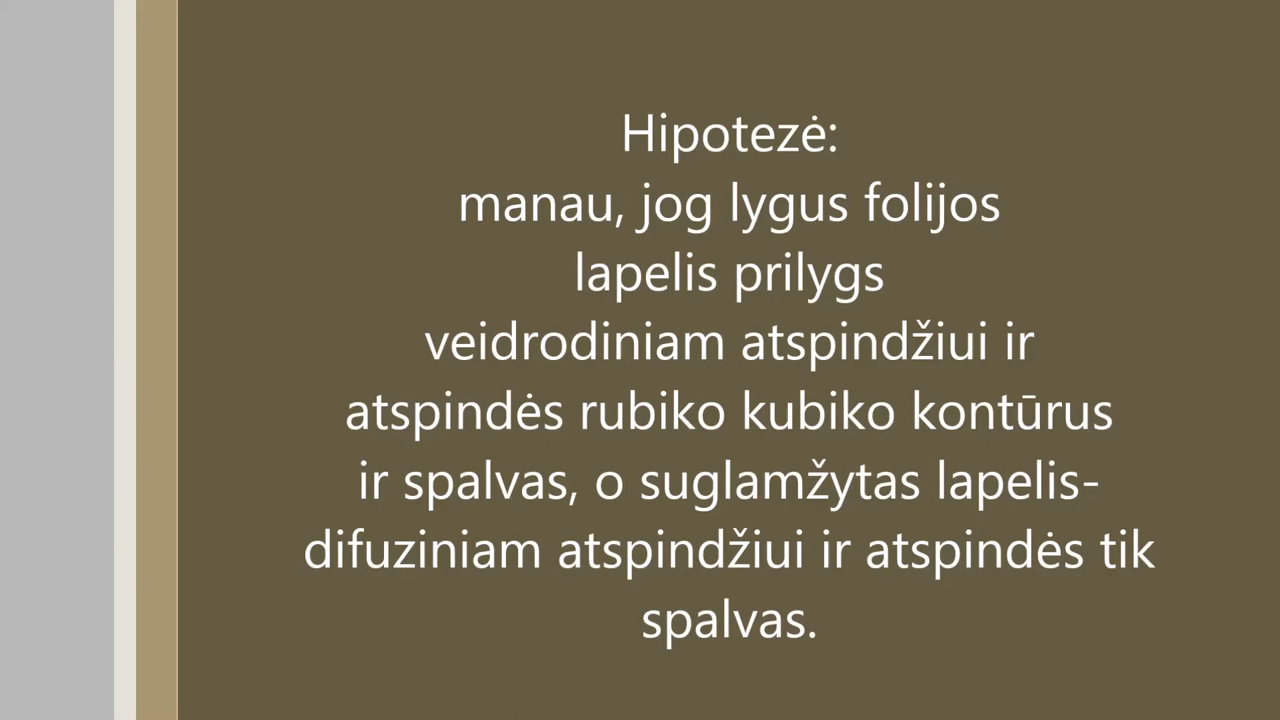 Hipotezė:
manau, jog lygus folijos
lapelis prilygs
veidrodiniam atspindžiui ir
atspindės rubiko kubiko kontūrus
ir spalvas, o suglamžytas lapelis-
difuziniam atspindžiui ir atspindės tik
spalvas.